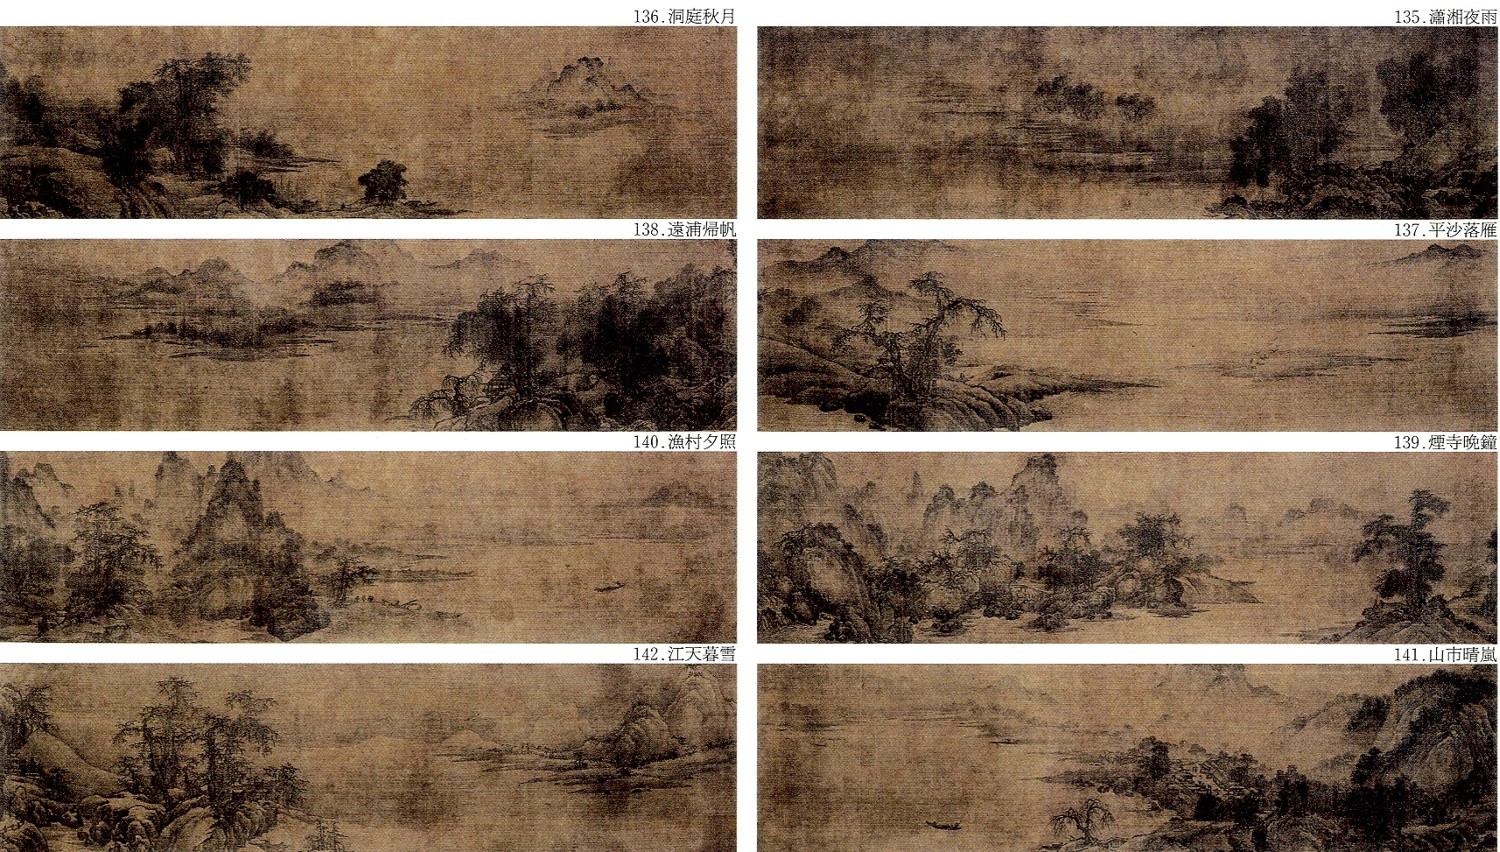 135.瀟湘夜雨
136.洞庭秋月
137.平沙落雁
138.遠浦帰帆
139.煙寺晩鐘
140.漁村夕照
141.山市晴嵐
142.江天暮雪